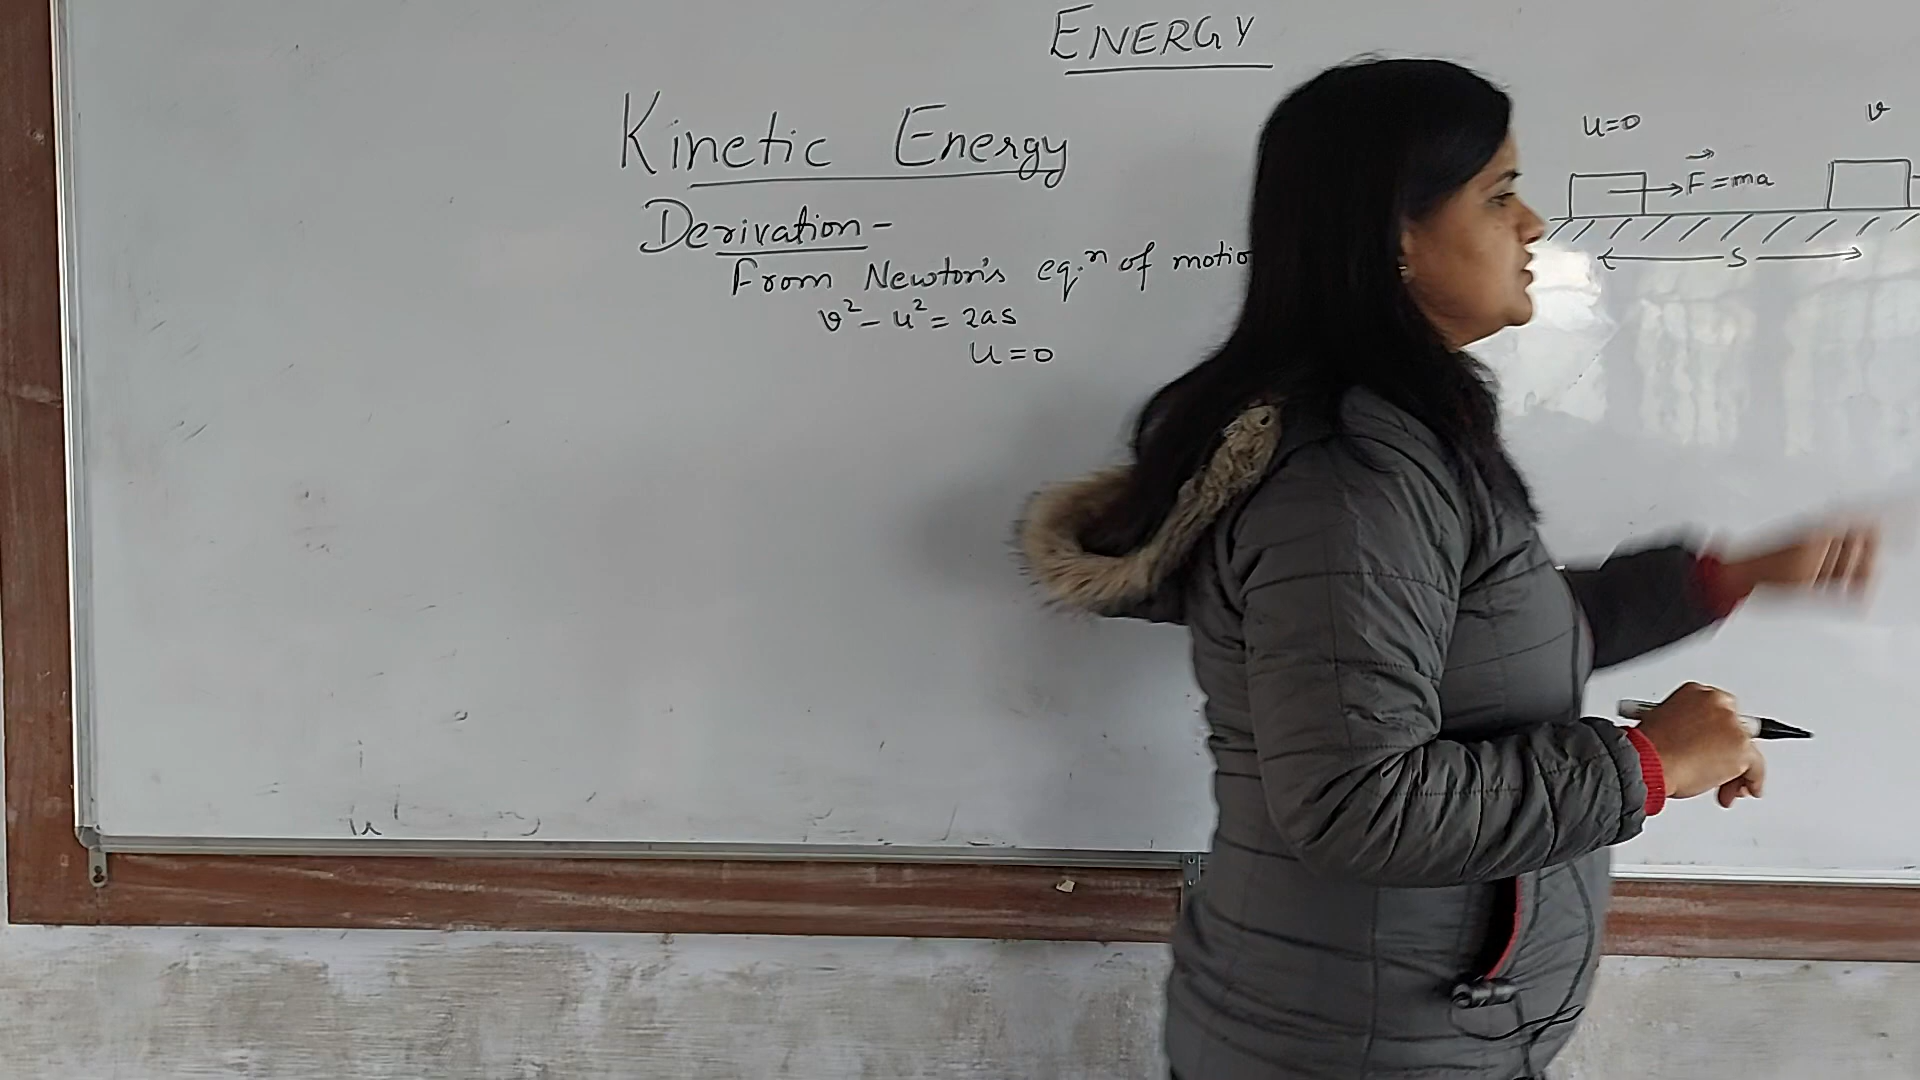 ENERGY
Kinetic Energy
Derivation-
From Newton's eq.ⁿ of motio
v² - u² = 2as
u = 0
u=0
v
F⃗ = ma
S